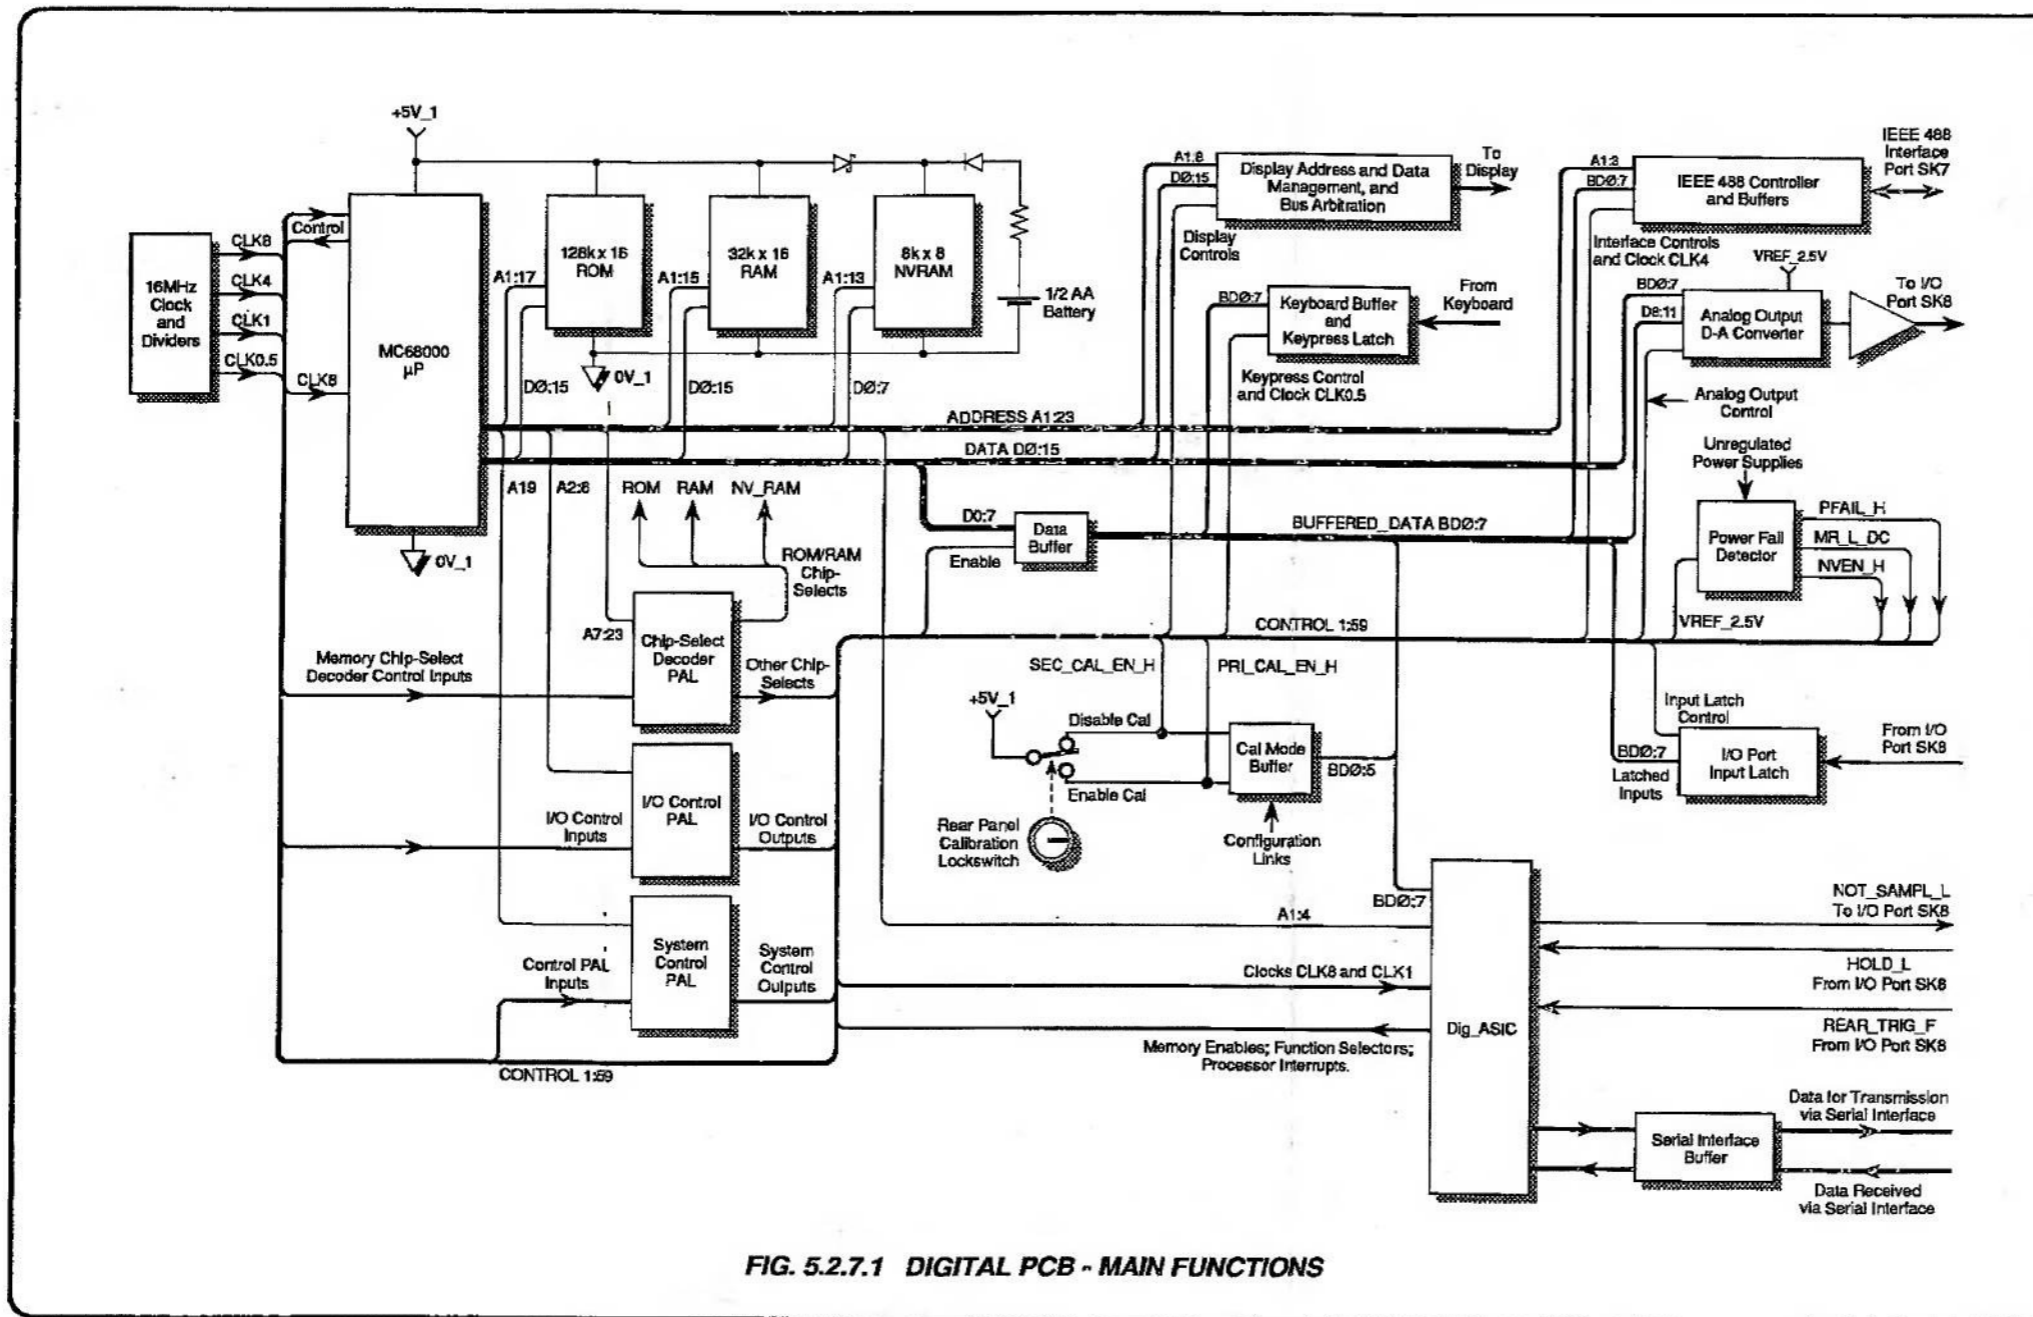 +5V_1
IEEE 488
Interface
Port SK7
To
Display
A1:8
DØ:15
Display Address and Data
Management, and
Bus Arbitration
A1:3
BDØ:7
IEEE 488 Controller
and Buffers
Control
CLK8
CLK4
CLK1
CLK0.5
CLK8
16MHz
Clock
and
Dividers
MC68000
µP
128k x 16
ROM
32k x 16
RAM
8k x 8
NVRAM
A1:17
A1:15
A1:13
1/2 AA
Battery
Display
Controls
Interface Controls
and Clock CLK4
VREF_2.5V
From
Keyboard
BDØ:7
Keyboard Buffer
and
Keypress Latch
BDØ:7
D8:11
Analog Output
D-A Converter
To I/O
Port SK8
0V_1
DØ:15
DØ:15
DØ:7
Keypress Control
and Clock CLK0.5
Analog Output
Control
ADDRESS A1:23
DATA DØ:15
Unregulated
Power Supplies
A19
A2:6
ROM
RAM
NV_RAM
D0:7
Data
Buffer
Enable
BUFFERED_DATA BDØ:7
Power Fail
Detector
PFAIL_H
MR_L_DC
NVEN_H
0V_1
ROM/RAM
Chip-
Selects
A7:23
Chip-Select
Decoder
PAL
CONTROL 1:59
VREF_2.5V
Memory Chip-Select
Decoder Control Inputs
Other Chip-
Selects
SEC_CAL_EN_H
PRI_CAL_EN_H
+5V_1
Disable Cal
Enable Cal
Cal Mode
Buffer
BDØ:5
Input Latch
Control
BDØ:7
Latched
Inputs
I/O Port
Input Latch
From I/O
Port SK8
I/O Control
PAL
I/O Control
Inputs
I/O Control
Outputs
Rear Panel
Calibration
Lockswitch
Configuration
Links
BDØ:7
A1:4
NOT_SAMPL_L
To I/O Port SK8
System
Control
PAL
Control PAL
Inputs
System
Control
Outputs
Clocks CLK8 and CLK1
HOLD_L
From I/O Port SK8
Dig_ASIC
REAR_TRIG_F
From I/O Port SK8
Memory Enables; Function Selectors;
Processor Interrupts.
CONTROL 1:59
Data for Transmission
via Serial Interface
Serial Interface
Buffer
Data Received
via Serial Interface
FIG. 5.2.7.1 DIGITAL PCB - MAIN FUNCTIONS